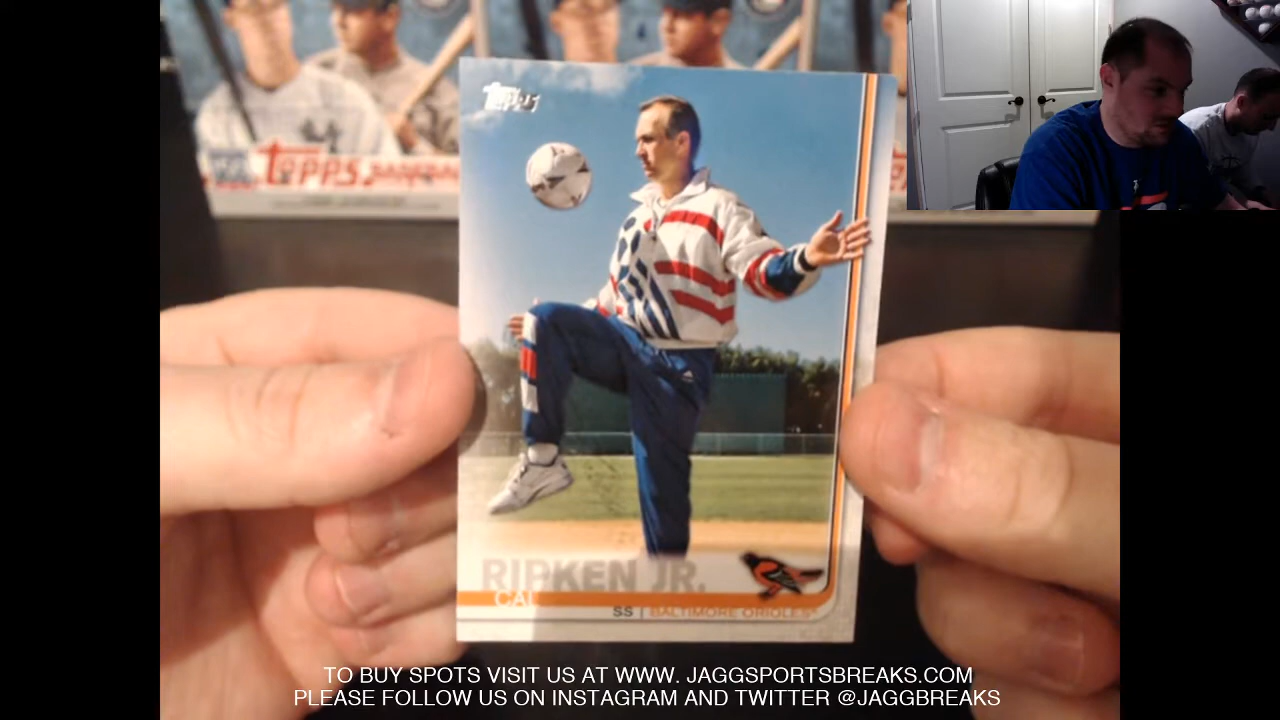 TOPPS BASEBALL
Topps
RIPKEN JR.
CAL
SS | BALTIMORE ORIOLES
TO BUY SPOTS VISIT US AT WWW. JAGGSPORTSBREAKS.COM
PLEASE FOLLOW US ON INSTAGRAM AND TWITTER @JAGGBREAKS